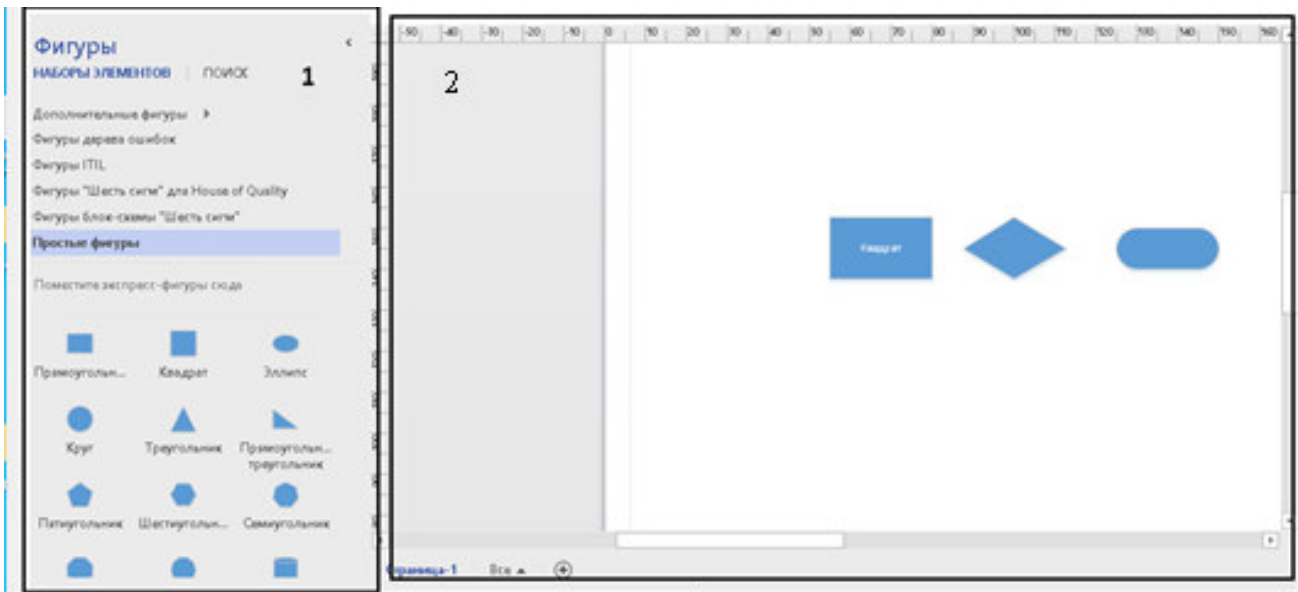 Фигуры
НАБОРЫ ЭЛЕМЕНТОВ | ПОИСК
1
Дополнительные фигуры
Фигуры дерева ошибок
Фигуры ITIL
Фигуры "Шесть сигм" для House of Quality
Фигуры блок-схемы "Шесть сигм"
Простые фигуры
Поместите экспресс-фигуры сюда
Прямоугольн... Квадрат Эллипс
Круг Треугольник Прямоугольн...
треугольник
Пятиугольник Шестиугольн... Семиугольник
-50 -40 -30 -20 -10 0 10 20 30 40 50 60 70 80 90 100 110 120 130 140 150 160
2
Квадрат
Страница-1 Все